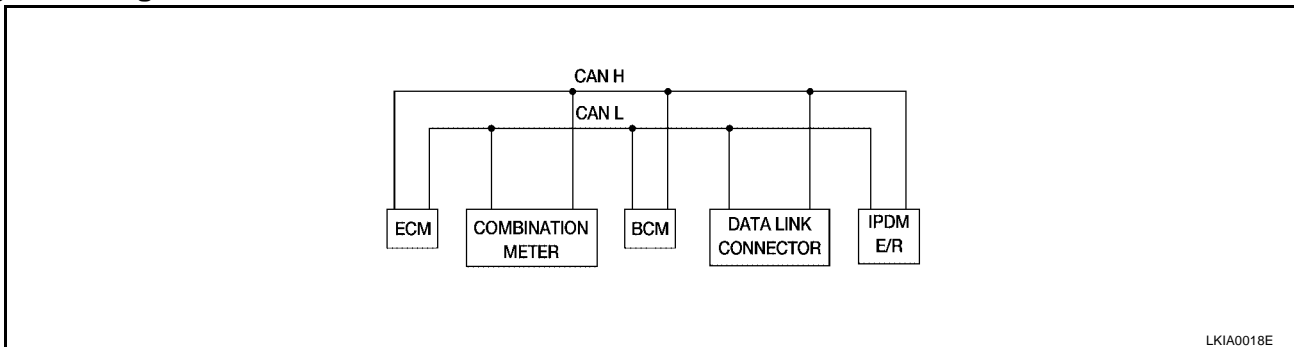 CAN H
CAN L
ECM
COMBINATION
METER
BCM
DATA LINK
CONNECTOR
IPDM
E/R
LKIA0018E